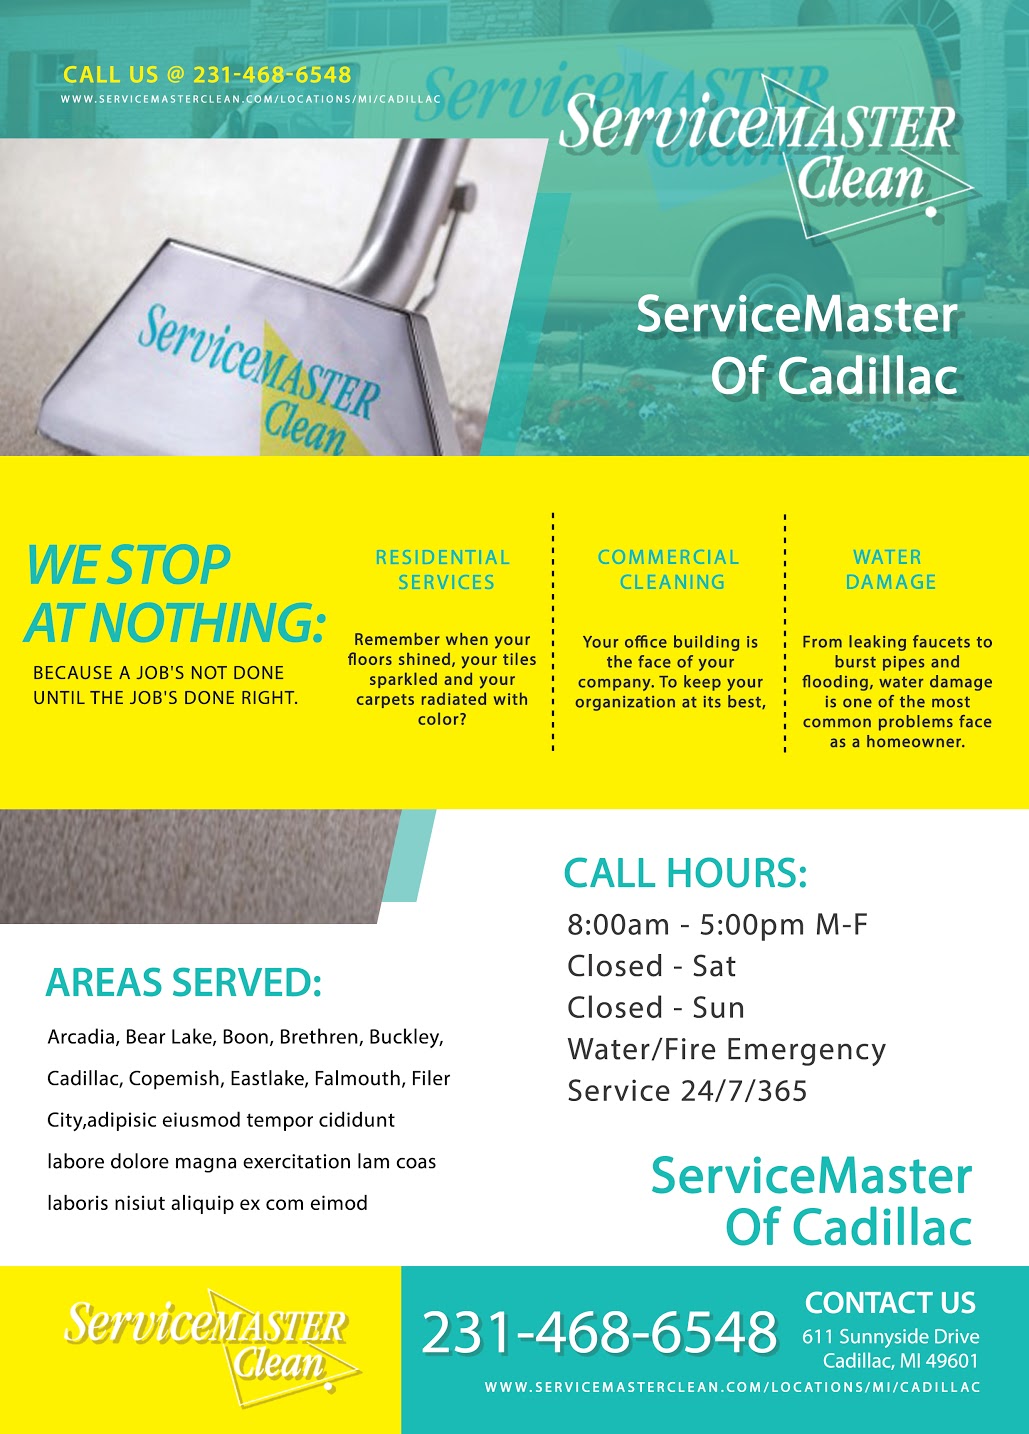 CALL US @ 231-468-6548
WWW.SERVICEMASTERCLEAN.COM/LOCATIONS/MI/CADILLAC
ServiceMASTER
Clean
ServiceMASTER
Clean
ServiceMASTER
Clean
ServiceMaster
Of Cadillac
WE STOP
AT NOTHING:
BECAUSE A JOB'S NOT DONE
UNTIL THE JOB'S DONE RIGHT.
RESIDENTIAL
SERVICES
Remember when your
floors shined, your tiles
sparkled and your
carpets radiated with
color?
COMMERCIAL
CLEANING
Your office building is
the face of your
company. To keep your
organization at its best,
WATER
DAMAGE
From leaking faucets to
burst pipes and
flooding, water damage
is one of the most
common problems face
as a homeowner.
CALL HOURS:
8:00am - 5:00pm M-F
Closed - Sat
Closed - Sun
Water/Fire Emergency
Service 24/7/365
AREAS SERVED:
Arcadia, Bear Lake, Boon, Brethren, Buckley,
Cadillac, Copemish, Eastlake, Falmouth, Filer
City,adipisic eiusmod tempor cididunt
labore dolore magna exercitation lam coas
laboris nisiut aliquip ex com eimod
ServiceMaster
Of Cadillac
ServiceMASTER
Clean
231-468-6548
CONTACT US
611 Sunnyside Drive
Cadillac, MI 49601
WWW.SERVICEMASTERCLEAN.COM/LOCATIONS/MI/CADILLAC